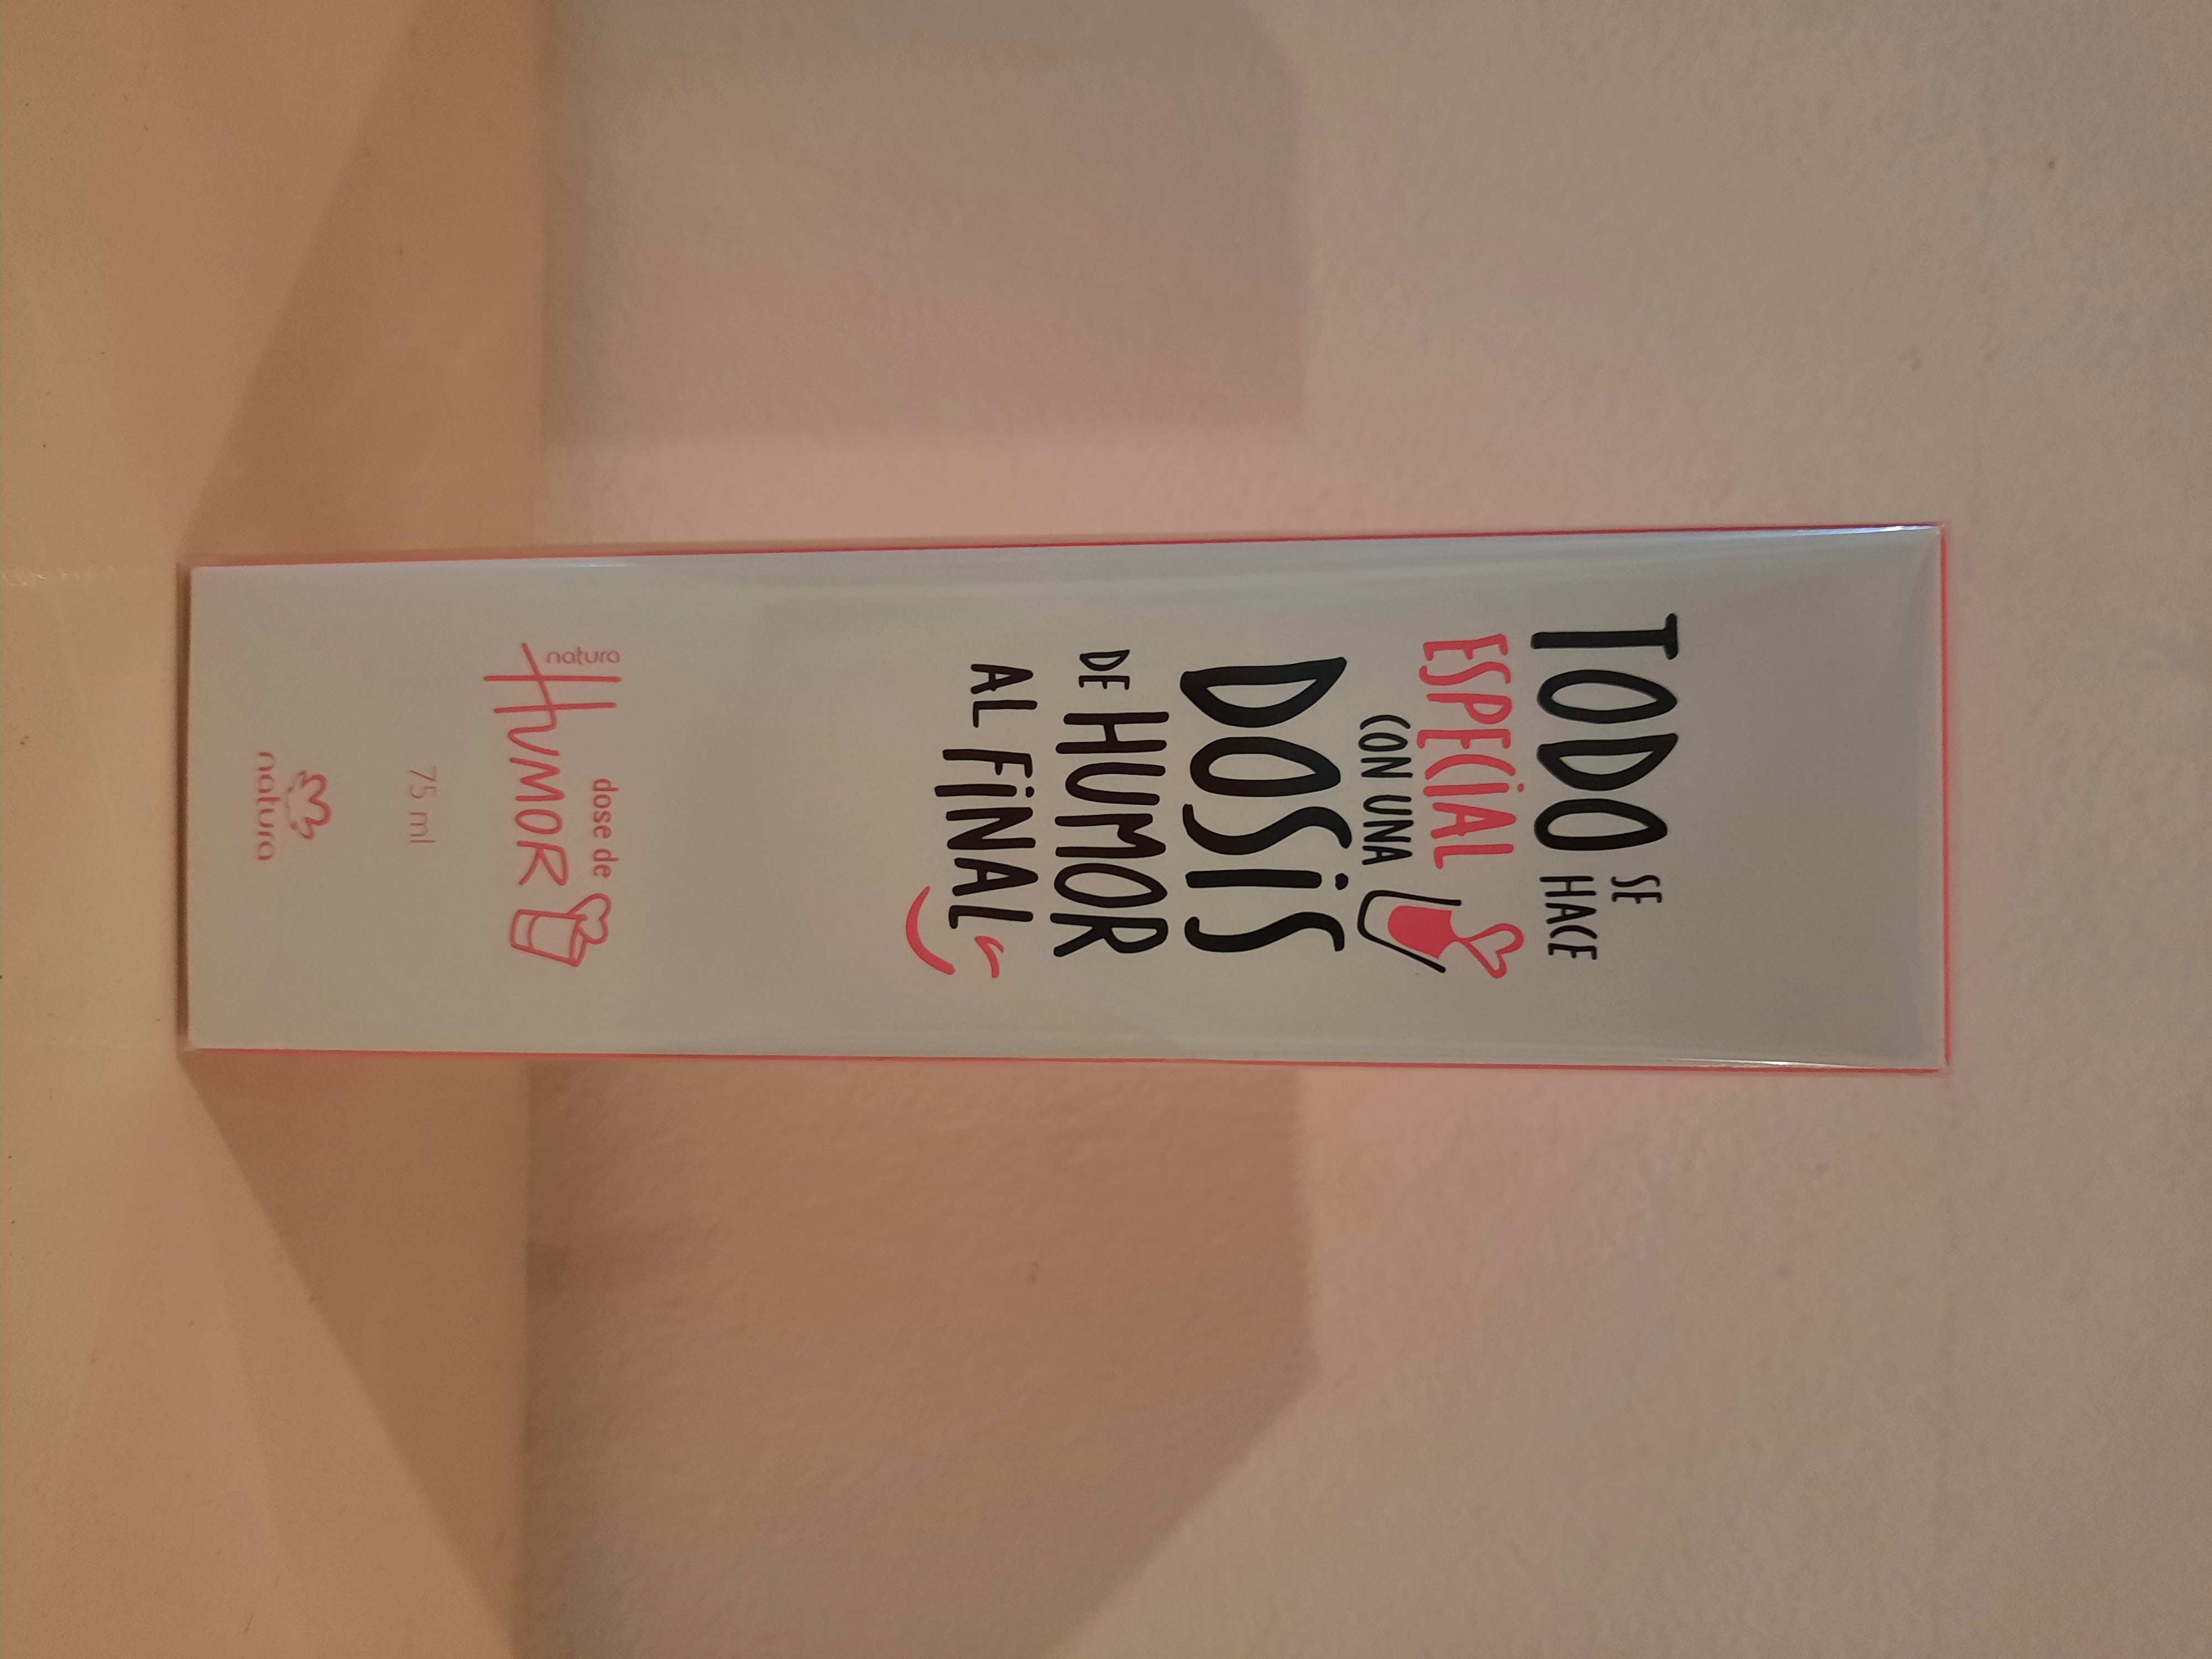 TODO SE HACE
ESPECIAL
CON UNA
DOSIS
DE HUMOR
AL FINAL
natura
dose de
HUMOR
75 ml
natura